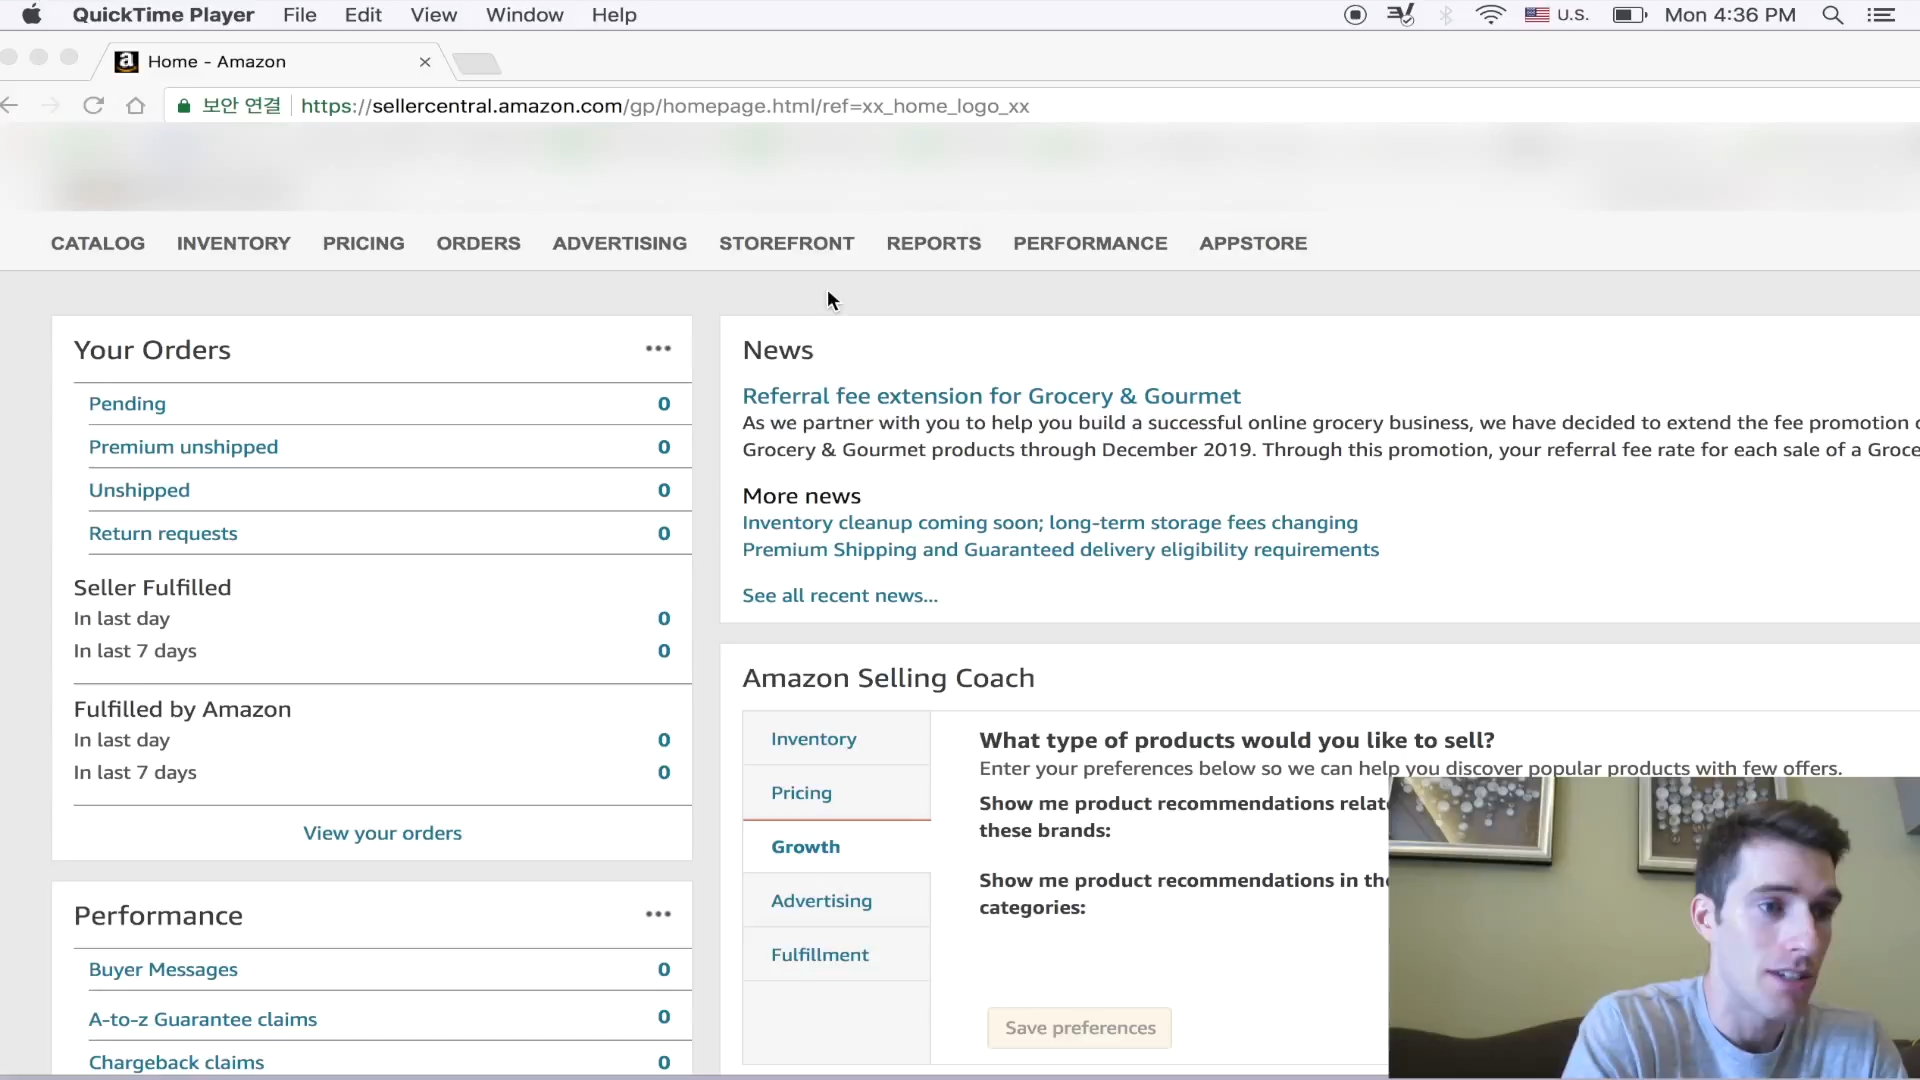 QuickTime Player File Edit View Window Help U.S. Mon 4:36 PM
Home - Amazon
보안 연결 https://sellercentral.amazon.com/gp/homepage.html/ref=xx_home_logo_xx
CATALOG INVENTORY PRICING ORDERS ADVERTISING STOREFRONT REPORTS PERFORMANCE APPSTORE
Your Orders
Pending 0
Premium unshipped 0
Unshipped 0
Return requests 0
Seller Fulfilled
In last day 0
In last 7 days 0
Fulfilled by Amazon
In last day 0
In last 7 days 0
View your orders
Performance
Buyer Messages 0
A-to-z Guarantee claims 0
Chargeback claims 0
News
Referral fee extension for Grocery & Gourmet
As we partner with you to help you build a successful online grocery business, we have decided to extend the fee promotion
Grocery & Gourmet products through December 2019. Through this promotion, your referral fee rate for each sale of a
More news
Inventory cleanup coming soon; long-term storage fees changing
Premium Shipping and Guaranteed delivery eligibility requirements
See all recent news...
Amazon Selling Coach
Inventory
Pricing
Growth
Advertising
Fulfillment
What type of products would you like to sell?
Enter your preferences below so we can help you discover popular products with few offers.
Show me product recommendations
these brands:
Show me product recommendations in
categories:
Save preferences